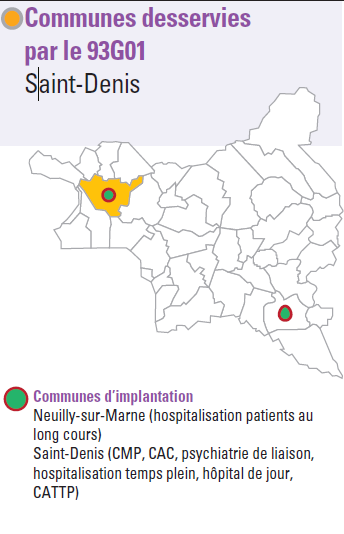 Communes desservies
par le 93G01
Saint-Denis
Communes d'implantation
Neuilly-sur-Marne (hospitalisation patients au
long cours)
Saint-Denis (CMP, CAC, psychiatrie de liaison,
hospitalisation temps plein, hôpital de jour,
CATTP)